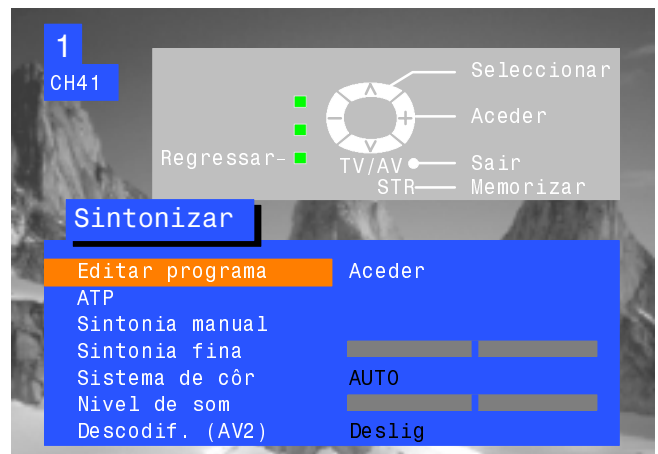 1
CH41
Seleccionar
Aceder
Regressar
TV/AV Sair
STR Memorizar
Sintonizar
Editar programa Aceder
ATP
Sintonia manual
Sintonia fina
Sistema de côr AUTO
Nivel de som
Descodif. (AV2) Deslig